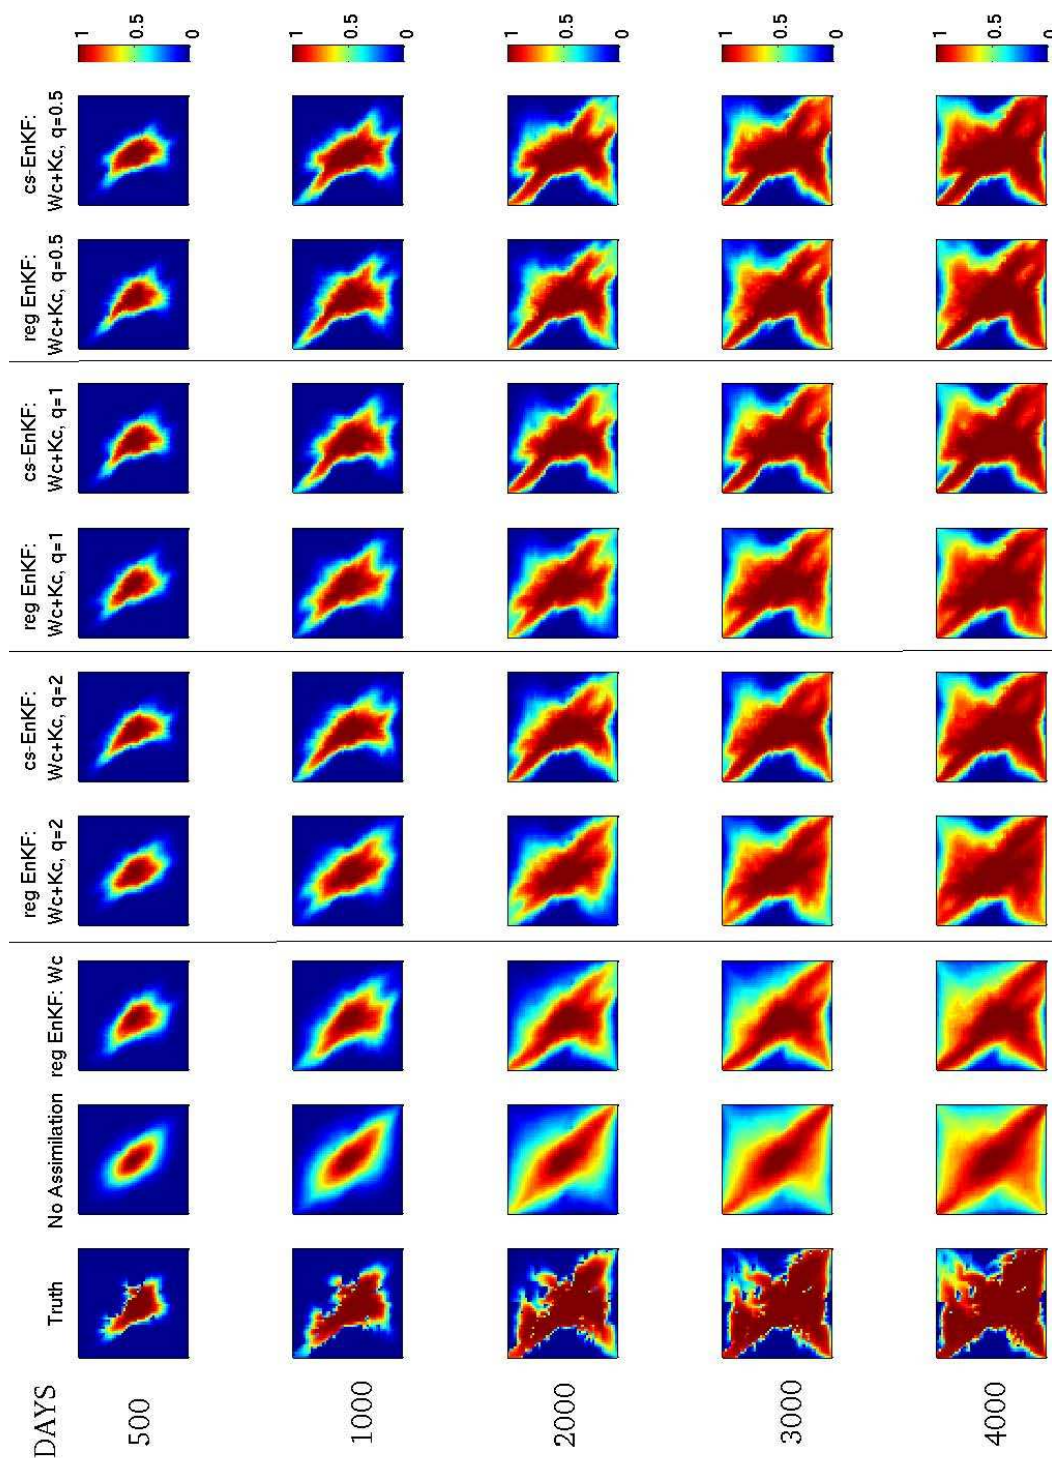 DAYS
Truth
No Assimilation
reg EnKF: Wc
reg EnKF:
Wc+Kc, q=2
cs-EnKF:
Wc+Kc, q=2
reg EnKF:
Wc+Kc, q=1
cs-EnKF:
Wc+Kc, q=1
reg EnKF:
Wc+Kc, q=0.5
cs-EnKF:
Wc+Kc, q=0.5
500
1
0.5
0
1000
1
0.5
0
2000
1
0.5
0
3000
1
0.5
0
4000
1
0.5
0